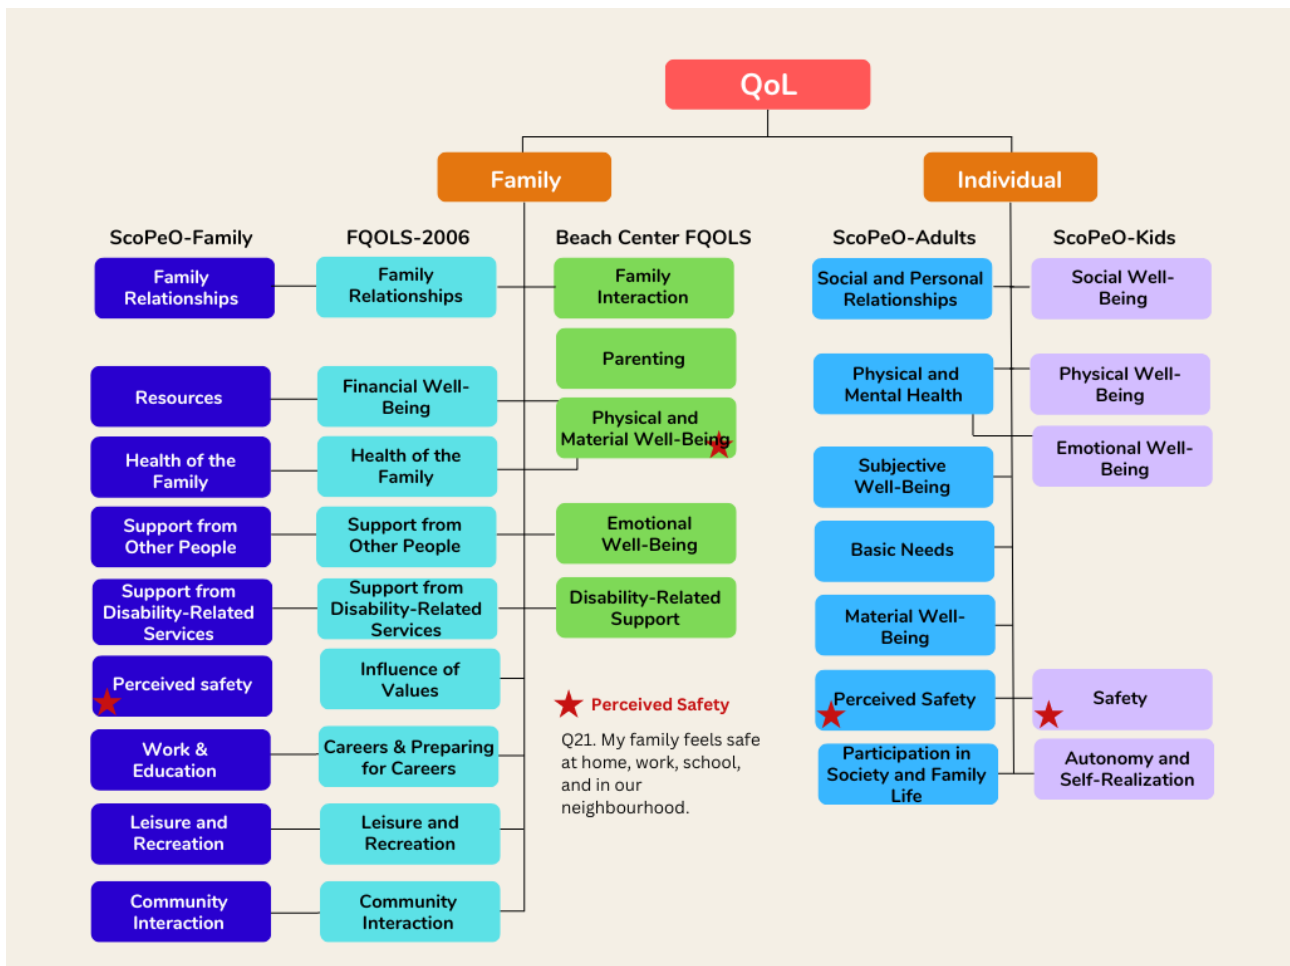 QoL
Family
Individual
ScoPeO-Family
FQOLS-2006
Beach Center FQOLS
ScoPeO-Adults
ScoPeO-Kids
Family
Relationships
Resources
Health of the
Family
Support from
Other People
Support from
Disability-Related
Services
Perceived safety
Work &
Education
Leisure and
Recreation
Community
Interaction
Family
Relationships
Financial Well-
Being
Health of the
Family
Support from
Other People
Support from
Disability-Related
Services
Influence of
Values
Careers & Preparing
for Careers
Leisure and
Recreation
Community
Interaction
Family
Interaction
Parenting
Physical and
Material Well-Being
Emotional
Well-Being
Disability-Related
Support
Perceived Safety
Q21. My family feels safe
at home, work, school,
and in our
neighbourhood.
Social and Personal
Relationships
Physical and
Mental Health
Subjective
Well-Being
Basic Needs
Material Well-
Being
Perceived Safety
Participation in
Society and Family
Life
Social Well-
Being
Physical Well-
Being
Emotional Well-
Being
Safety
Autonomy and
Self-Realization